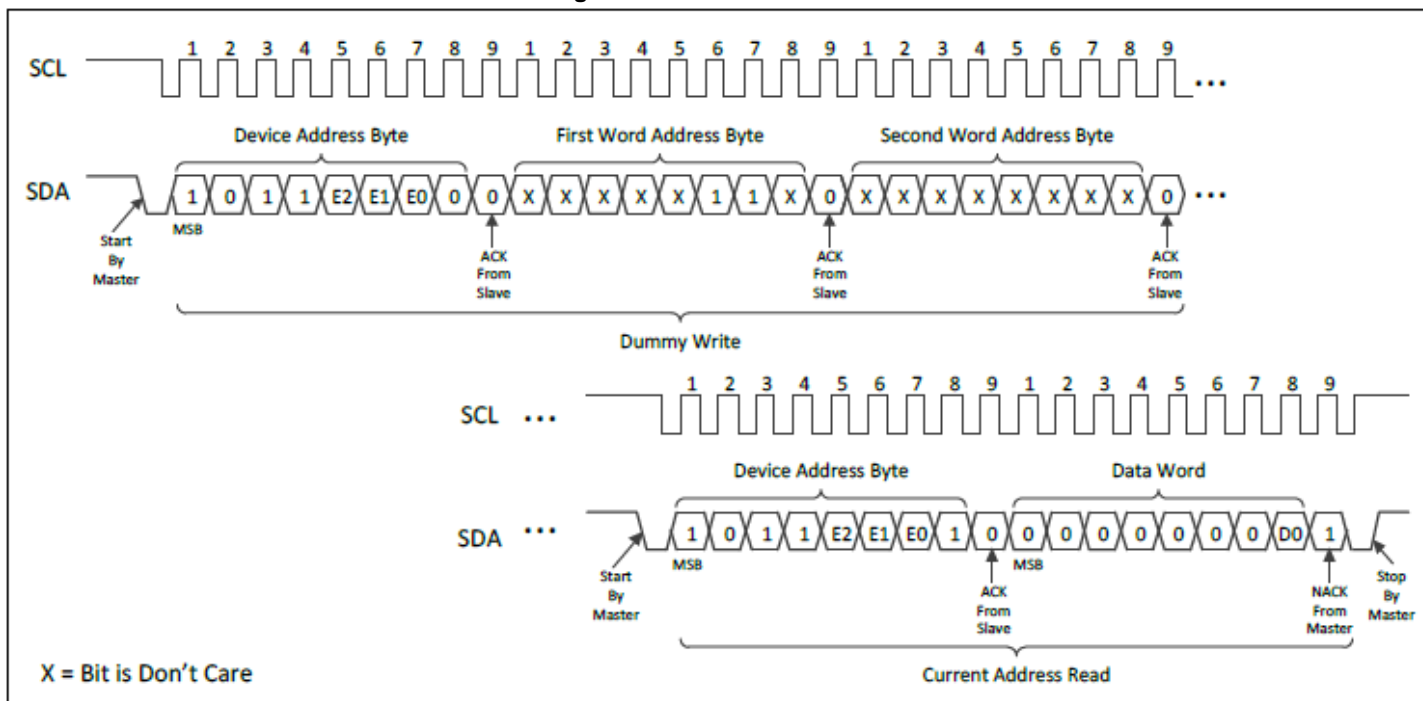 1 2 3 4 5 6 7 8 9 1 2 3 4 5 6 7 8 9 1 2 3 4 5 6 7 8 9
SCL ...
Device Address Byte First Word Address Byte Second Word Address Byte
SDA 1 0 1 1 E2 E1 E0 0 0 X X X X X 1 1 X 0 X X X X X X X X 0 ...
MSB
Start By Master
ACK From Slave
ACK From Slave
ACK From Slave
Dummy Write
1 2 3 4 5 6 7 8 9 1 2 3 4 5 6 7 8 9
SCL ...
Device Address Byte Data Word
SDA ... 1 0 1 1 E2 E1 E0 1 0 0 0 0 0 0 0 0 D0 1
MSB MSB
Start By Master
ACK From Slave
NACK From Master
Stop By Master
X = Bit is Don't Care
Current Address Read